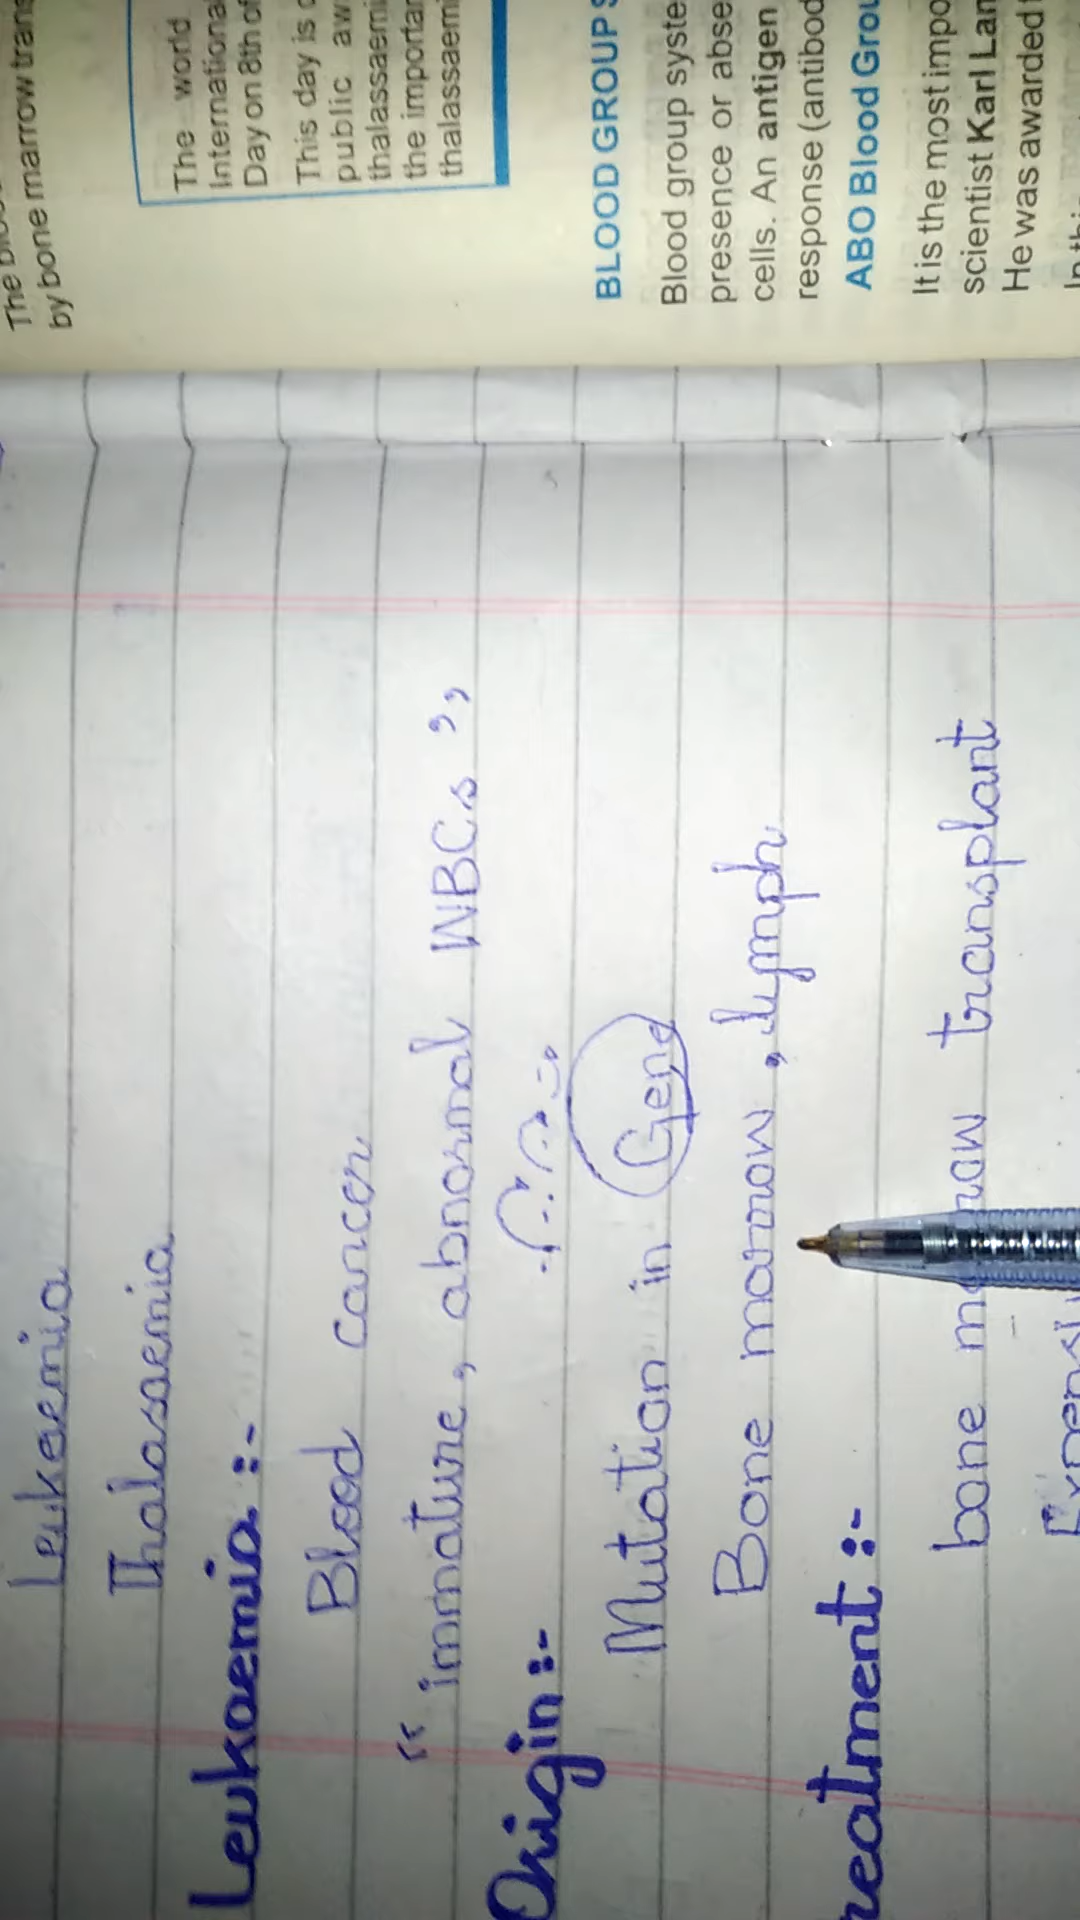 by bone marrow trans
The world
International
Day on 8th of
This day is
public aw
thalassaemi
the importan
thalassaemi
BLOOD GROUP S
Blood group syste
presence or abse
cells. An antigen
response (antibod
ABO Blood Grou
It is the most impo
scientist Karl Lan
He was awarded
Leukaemia
Thalassaemia
Leukaemia :-
Blood cancer
“ immature, abnormal WBCs ”
Origin :-
Mutation in Gene
Bone marrow, lymph
reatment :-
bone marrow transplant